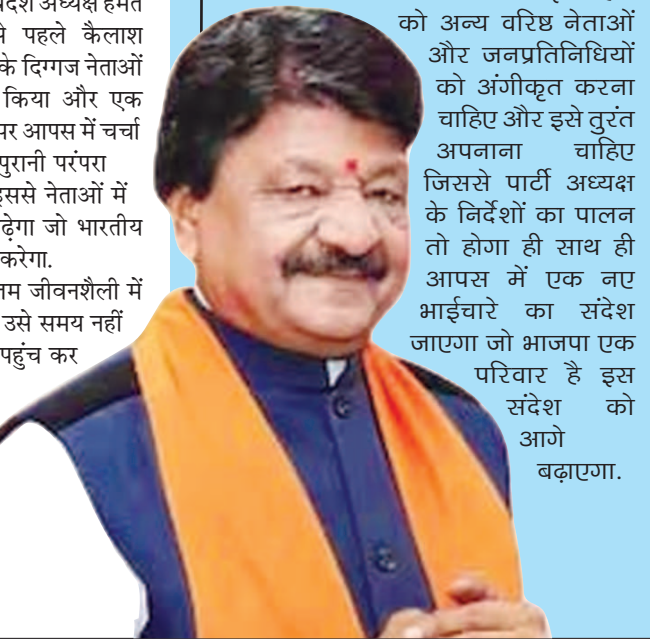 प्रदेश अध्यक्ष हेमंत
पहले कैलाश
के दिग्गज नेताओं
किया और एक
पर आपस में चर्चा
पुरानी परंपरा
इससे नेताओं में
बढ़ेगा जो भारतीय
करेगा.
जीवनशैली में
उसे समय नहीं
पहुंच कर
को अन्य वरिष्ठ नेताओं
और जनप्रतिनिधियों
को अंगीकृत करना
चाहिए और इसे तुरंत
अपनाना चाहिए
जिससे पार्टी अध्यक्ष
के निर्देशों का पालन
तो होगा ही साथ ही
आपस में एक नए
भाईचारे का संदेश
जाएगा जो भाजपा एक
परिवार है इस
संदेश को
आगे
बढ़ाएगा.